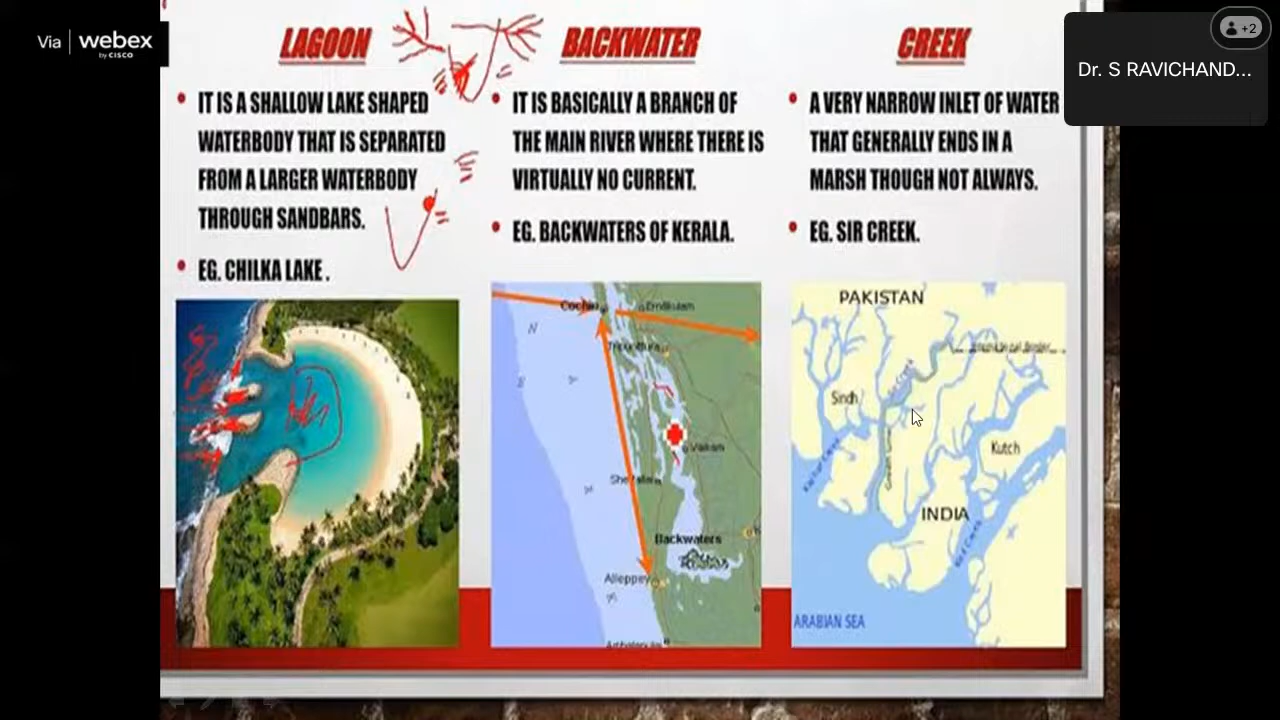 Via webex
by CISCO
+2
Dr. S RAVICHAND...
LAGOON
IT IS A SHALLOW LAKE SHAPED
WATERBODY THAT IS SEPARATED
FROM A LARGER WATERBODY
THROUGH SANDBARS.
EG. CHILKA LAKE .
BACKWATER
IT IS BASICALLY A BRANCH OF
THE MAIN RIVER WHERE THERE IS
VIRTUALLY NO CURRENT.
EG. BACKWATERS OF KERALA.
Ernakulam
Backwaters
Alleppey
CREEK
A VERY NARROW INLET OF WATER
THAT GENERALLY ENDS IN A
MARSH THOUGH NOT ALWAYS.
EG. SIR CREEK.
PAKISTAN
International Border
Sindh
Kutch
INDIA
ARABIAN SEA